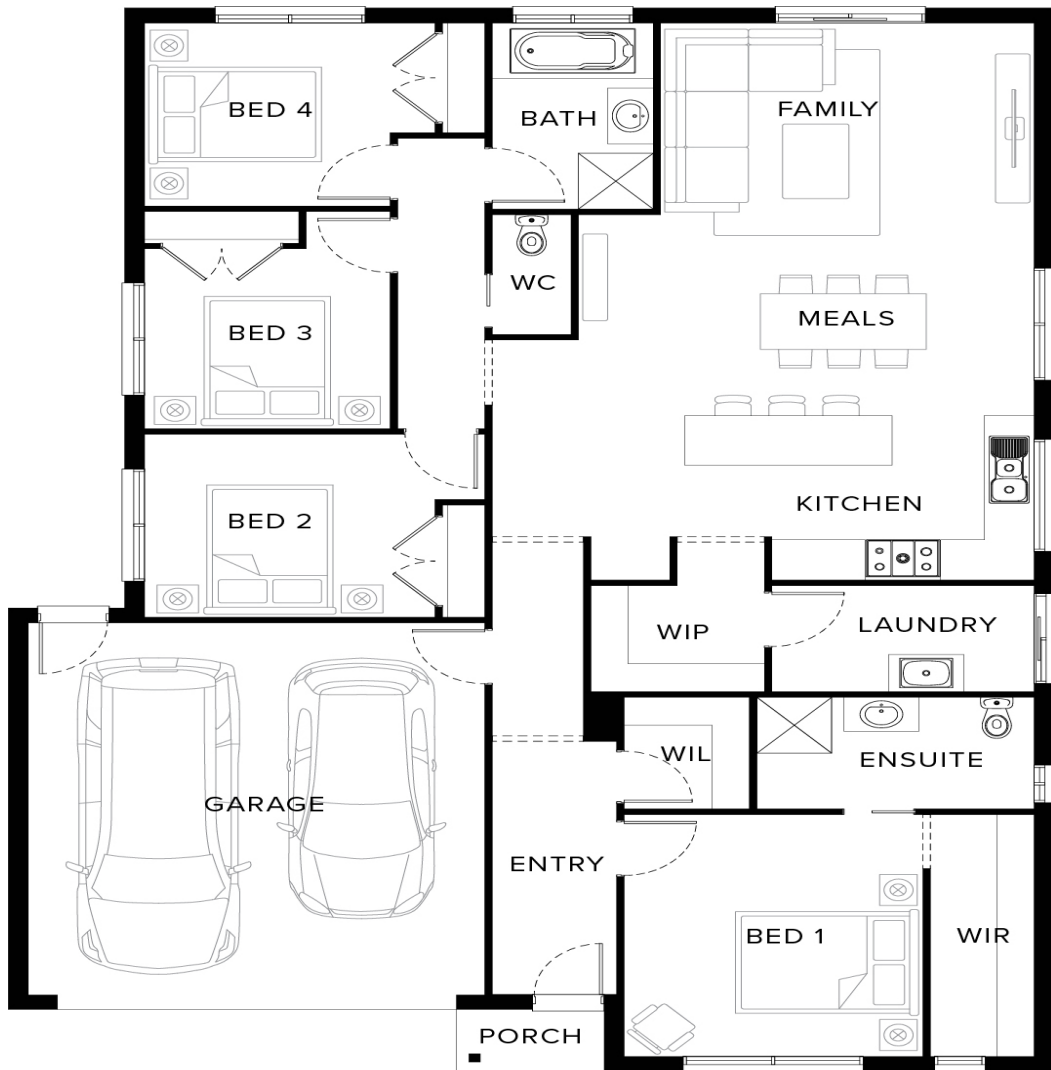 BED 4
BATH
FAMILY
WC
BED 3
MEALS
BED 2
KITCHEN
WIP
LAUNDRY
WIL
ENSUITE
GARAGE
ENTRY
BED 1
WIR
PORCH